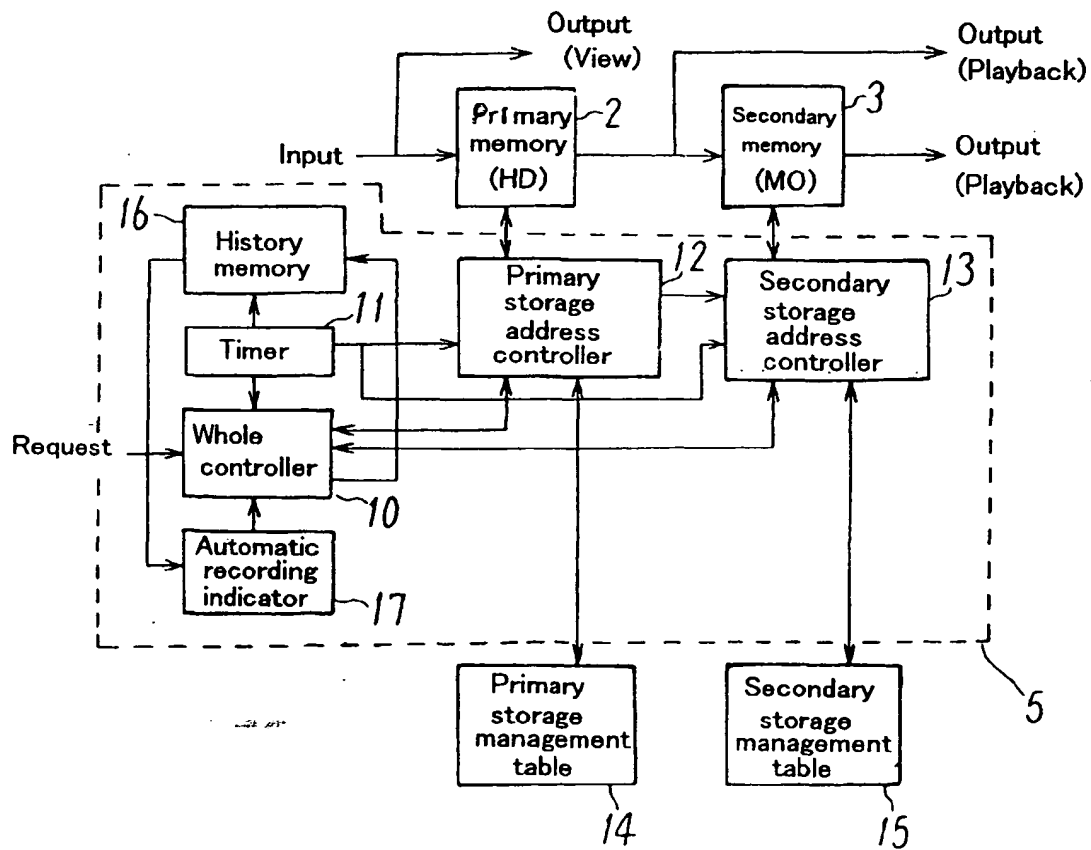 Output
(View)
Output
(Playback)
Primary
memory
(HD)
2
Secondary
memory
(MO)
3
Input
Output
(Playback)
16
History
memory
11
Timer
Primary
storage
address
controller
12
Secondary
storage
address
controller
13
Request
Whole
controller
10
Automatic
recording
indicator
17
5
Primary
storage
management
table
14
Secondary
storage
management
table
15